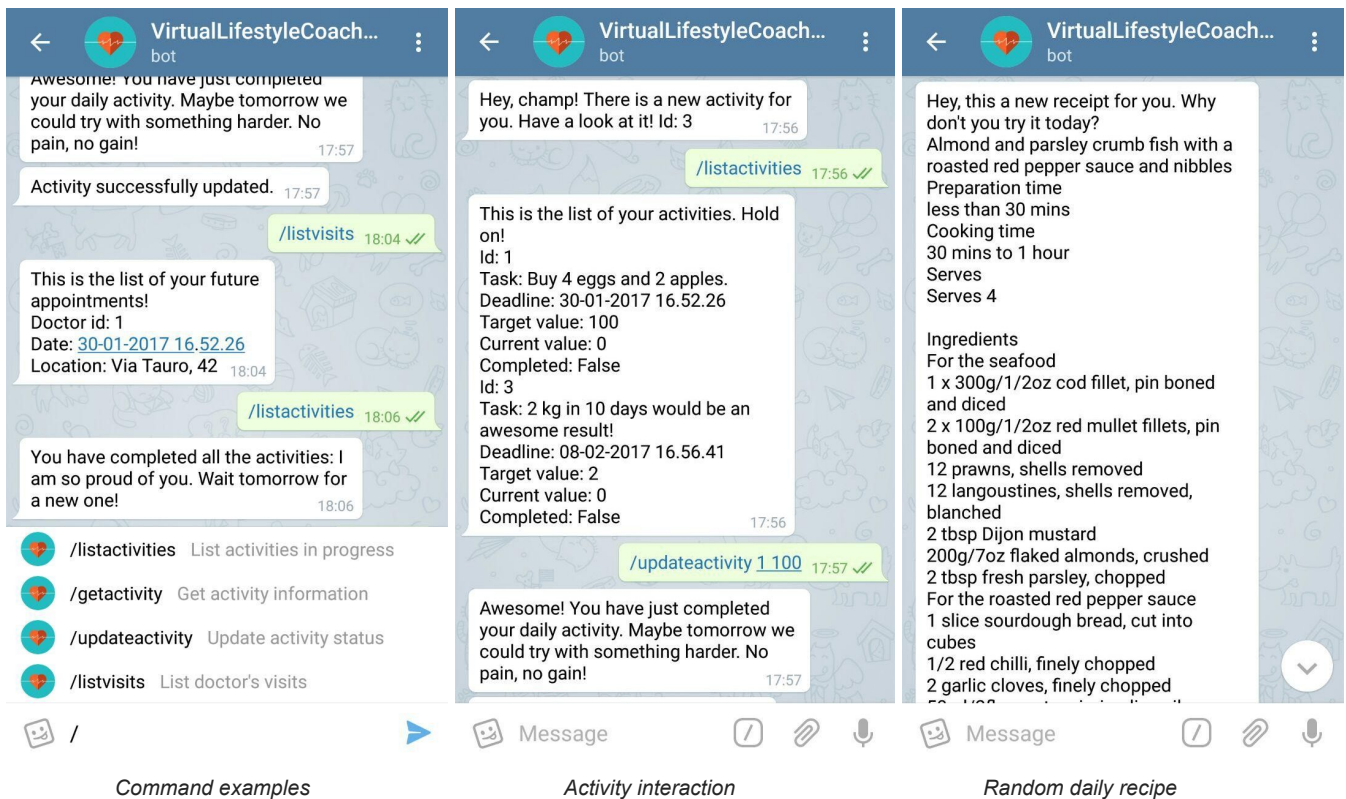 VirtualLifestyleCoach...
bot
Awesome! You have just completed
your daily activity. Maybe tomorrow we
could try with something harder. No
pain, no gain!
17:57
Activity successfully updated. 17:57
/listvisits 18:04
This is the list of your future
appointments!
Doctor id: 1
Date: 30-01-2017 16.52.26
Location: Via Tauro, 42 18:04
/listactivities 18:06
You have completed all the activities: I
am so proud of you. Wait tomorrow for
a new one! 18:06
/listactivities List activities in progress
/getactivity Get activity information
/updateactivity Update activity status
/listvisits List doctor's visits
/
Command examples
VirtualLifestyleCoach...
bot
Hey, champ! There is a new activity for
you. Have a look at it! Id: 3 17:56
/listactivities 17:56
This is the list of your activities. Hold
on!
Id: 1
Task: Buy 4 eggs and 2 apples.
Deadline: 30-01-2017 16.52.26
Target value: 100
Current value: 0
Completed: False
Id: 3
Task: 2 kg in 10 days would be an
awesome result!
Deadline: 08-02-2017 16.56.41
Target value: 2
Current value: 0
Completed: False 17:56
/updateactivity 1 100 17:57
Awesome! You have just completed
your daily activity. Maybe tomorrow we
could try with something harder. No
pain, no gain! 17:57
Message
/
Activity interaction
VirtualLifestyleCoach...
bot
Hey, this a new receipt for you. Why
don't you try it today?
Almond and parsley crumb fish with a
roasted red pepper sauce and nibbles
Preparation time
less than 30 mins
Cooking time
30 mins to 1 hour
Serves
Serves 4
Ingredients
For the seafood
1 x 300g/1/2oz cod fillet, pin boned
and diced
2 x 100g/1/2oz red mullet fillets, pin
boned and diced
12 prawns, shells removed
12 langoustines, shells removed,
blanched
2 tbsp Dijon mustard
200g/7oz flaked almonds, crushed
2 tbsp fresh parsley, chopped
For the roasted red pepper sauce
1 slice sourdough bread, cut into
cubes
1/2 red chilli, finely chopped
2 garlic cloves, finely chopped
Message
/
Random daily recipe